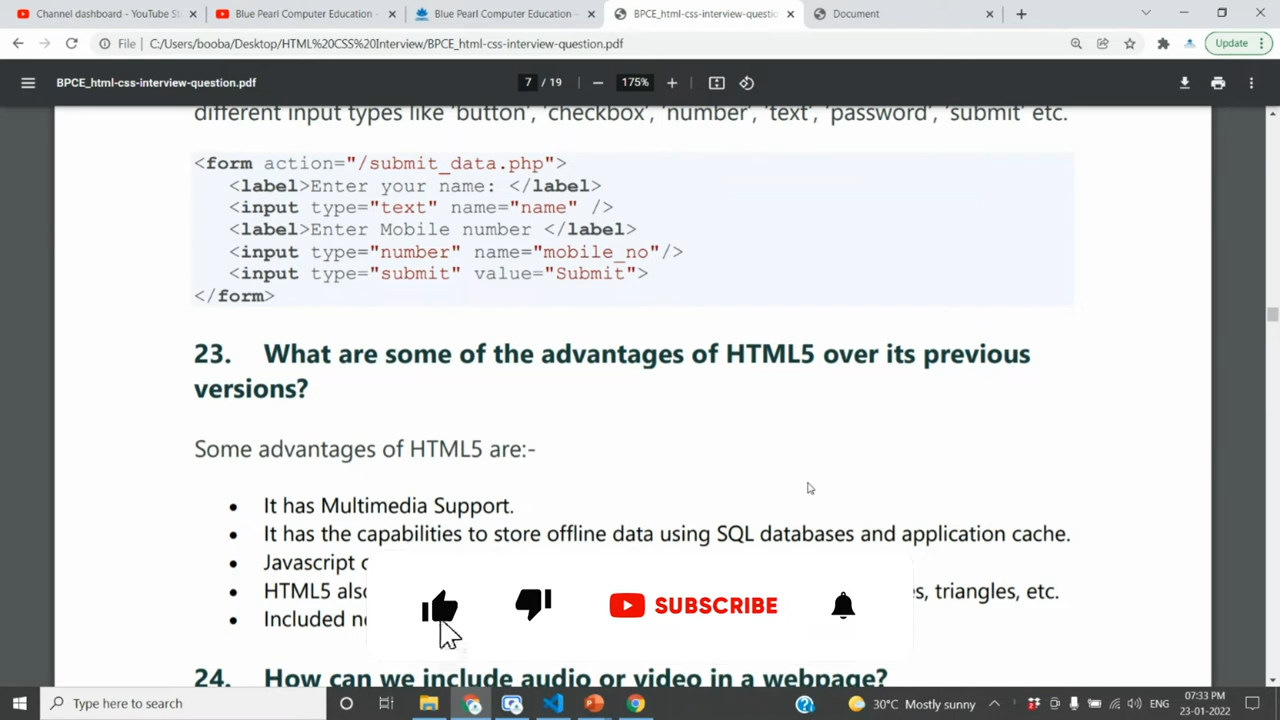 Channel dashboard - YouTube St
Blue Pearl Computer Education -
Blue Pearl Computer Education –
BPCE_html-css-interview-questio
Document
File
C:/Users/booba/Desktop/HTML%20CSS%20Interview/BPCE_html-css-interview-question.pdf
Update
BPCE_html-css-interview-question.pdf
7 / 19
175%
different input types like 'button', 'checkbox', 'number', 'text', 'password', 'submit' etc.
<form action="/submit_data.php">
<label>Enter your name: </label>
<input type="text" name="name" />
<label>Enter Mobile number </label>
<input type="number" name="mobile_no"/>
<input type="submit" value="Submit">
</form>
23. What are some of the advantages of HTML5 over its previous
versions?
Some advantages of HTML5 are:-
• It has Multimedia Support.
• It has the capabilities to store offline data using SQL databases and application cache.
• Javascript
• HTML5 also , triangles, etc.
• Included
SUBSCRIBE
24. How can we include audio or video in a webpage?
Type here to search
30°C Mostly sunny
ENG
07:33 PM
23-01-2022